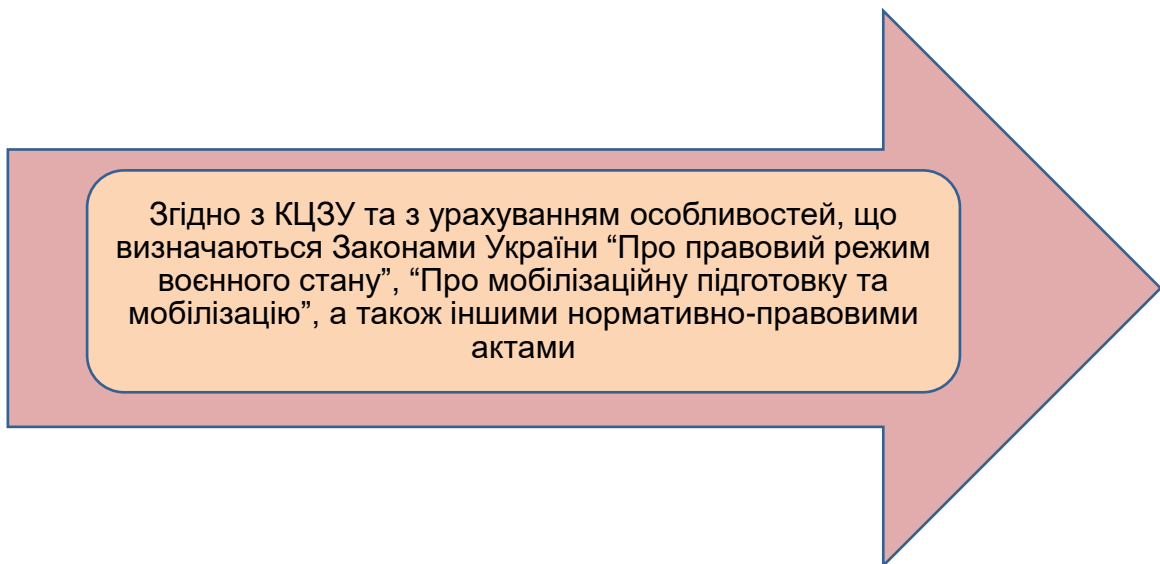 Згідно з КЦЗУ та з урахуванням особливостей, що
визначаються Законами України “Про правовий режим
воєнного стану”, “Про мобілізаційну підготовку та
мобілізацію”, а також іншими нормативно-правовими
актами